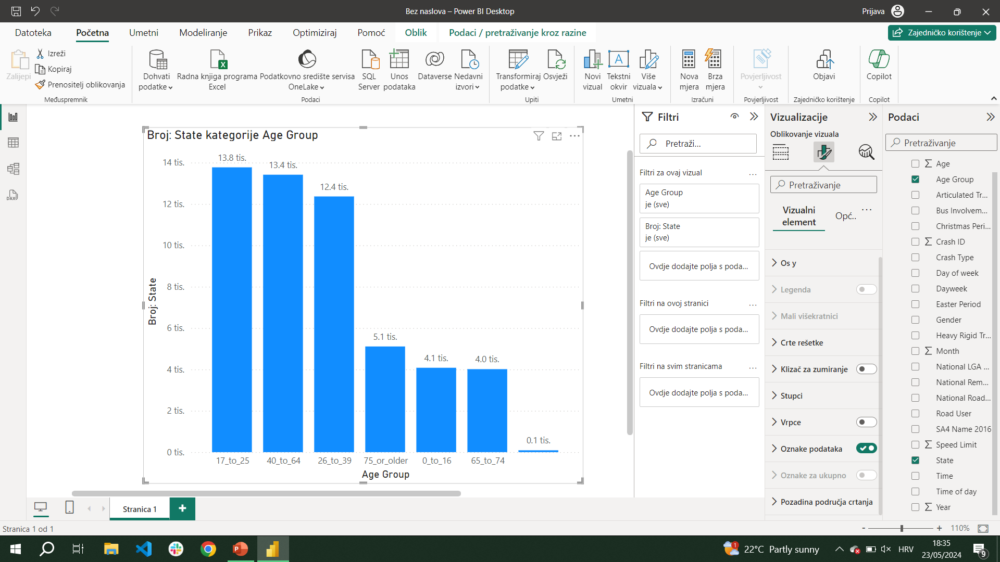 Bez naslova – Power BI Desktop
Prijava
Datoteka
Početna
Umetni
Modeliranje
Prikaz
Optimiziraj
Pomoć
Oblik
Podaci / pretraživanje kroz razine
Zajedničko korištenje
Zalijepi
Izreži
Kopiraj
Prenositelj oblikovanja
Međuspremnik
Dohvati
podatke
Radna knjiga programa
Excel
Podatkovno središte servisa
OneLake
SQL
Server
Unos
podataka
Dataverse
Nedavni
izvori
Podaci
Transformiraj
podatke
Osvježi
Upiti
Novi
vizual
Tekstni
okvir
Više
vizuala
Umetni
Nova
mjera
Brza
mjera
Izračuni
Povjerljivost
Povjerljivost
Objavi
Zajedničko korištenje
Copilot
Copilot
DAX
Broj: State kategorije Age Group
14 tis.
12 tis.
10 tis.
8 tis.
6 tis.
4 tis.
2 tis.
0 tis.
Broj: State
13.8 tis.
13.4 tis.
12.4 tis.
5.1 tis.
4.1 tis.
4.0 tis.
0.1 tis.
17_to_25
40_to_64
26_to_39
75_or_older
0_to_16
65_to_74
Age Group
Filtri
Pretraži...
Filtri za ovaj vizual
Age Group
je (sve)
Broj: State
je (sve)
Ovdje dodajte polja s poda...
Filtri na ovoj stranici
Ovdje dodajte polja s poda...
Filtri na svim stranicama
Ovdje dodajte polja s poda...
Vizualizacije
Oblikovanje vizuala
Pretraživanje
Vizualni
element
Opć..
Os y
Legenda
Mali višekratnici
Crte rešetke
Klizač za zumiranje
Stupci
Vrpce
Oznake podataka
Oznake za ukupno
Pozadina područja crtanja
Podaci
Pretraživanje
Age
Age Group
Articulated Tr...
Bus Involvem...
Christmas Peri...
Crash ID
Crash Type
Day of week
Dayweek
Easter Period
Gender
Heavy Rigid Tr...
Month
National LGA ...
National Rem...
National Road...
Road User
SA4 Name 2016
Speed Limit
State
Time
Time of day
Year
Stranica 1
Stranica 1 od 1
- + 110%
22°C Partly sunny
HRV
18:35
23/05/2024
9